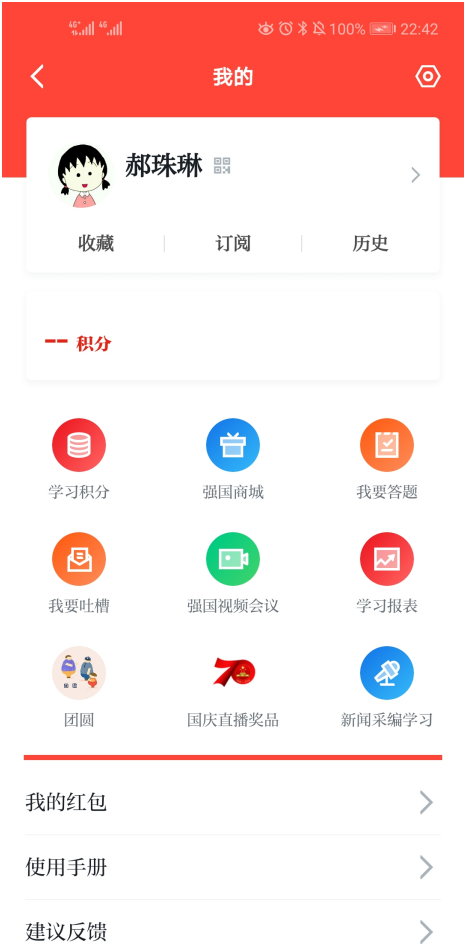 4G+ 4G 100% 22:42
我的
郝珠琳
收藏 订阅 历史
-- 积分
学习积分 强国商城 我要答题
我要吐槽 强国视频会议 学习报表
团圆 国庆直播奖品 新闻采编学习
我的红包
使用手册
建议反馈